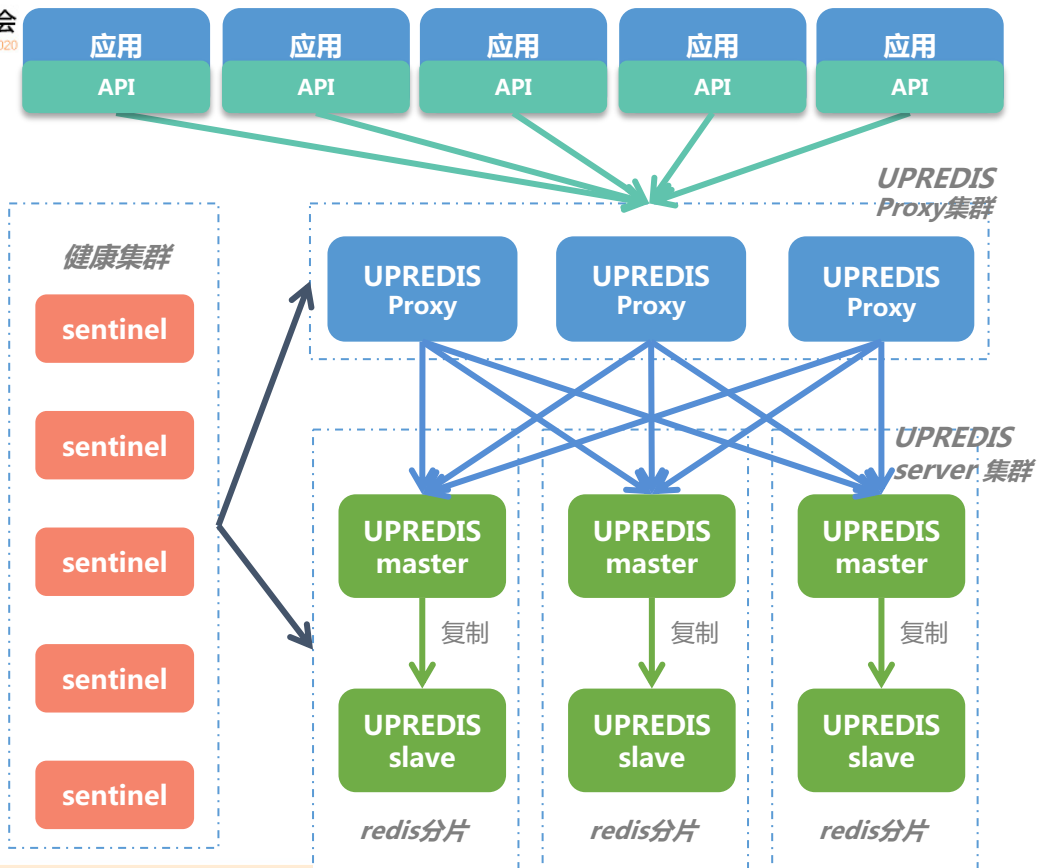 会
2020
应用
应用
应用
应用
应用
API
API
API
API
API
UPREDIS
Proxy集群
健康集群
UPREDIS
Proxy
UPREDIS
Proxy
UPREDIS
Proxy
sentinel
sentinel
sentinel
sentinel
sentinel
UPREDIS
server 集群
UPREDIS
master
UPREDIS
master
UPREDIS
master
复制
复制
复制
UPREDIS
slave
UPREDIS
slave
UPREDIS
slave
redis分片
redis分片
redis分片